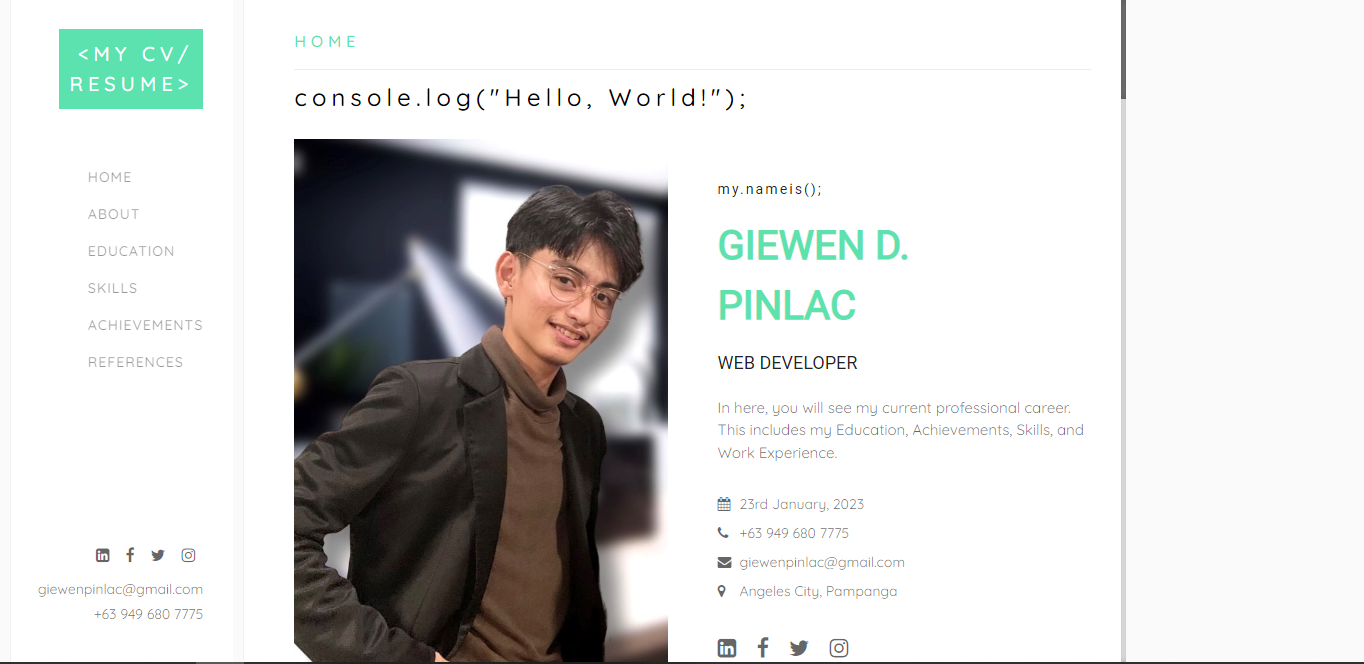 <MY CV/
RESUME>
HOME
ABOUT
EDUCATION
SKILLS
ACHIEVEMENTS
REFERENCES
giewenpinlac@gmail.com
+63 949 680 7775
HOME
console.log("Hello, World!");
my.nameis();
GIEWEN D.
PINLAC
WEB DEVELOPER
In here, you will see my current professional career.
This includes my Education, Achievements, Skills, and
Work Experience.
23rd January, 2023
+63 949 680 7775
giewenpinlac@gmail.com
Angeles City, Pampanga